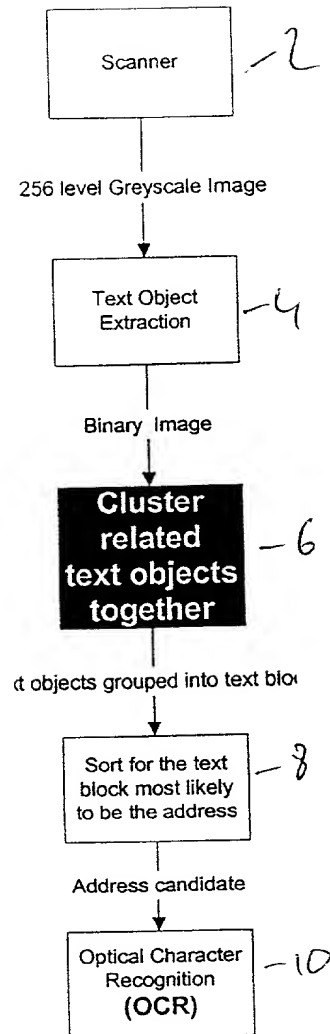 Scanner
2
256 level Greyscale Image
Text Object
Extraction
4
Binary Image
Cluster
related
text objects
together
6
objects grouped into text
Sort for the text
block most likely
to be the address
8
Address candidate
Optical Character
Recognition
(OCR)
10